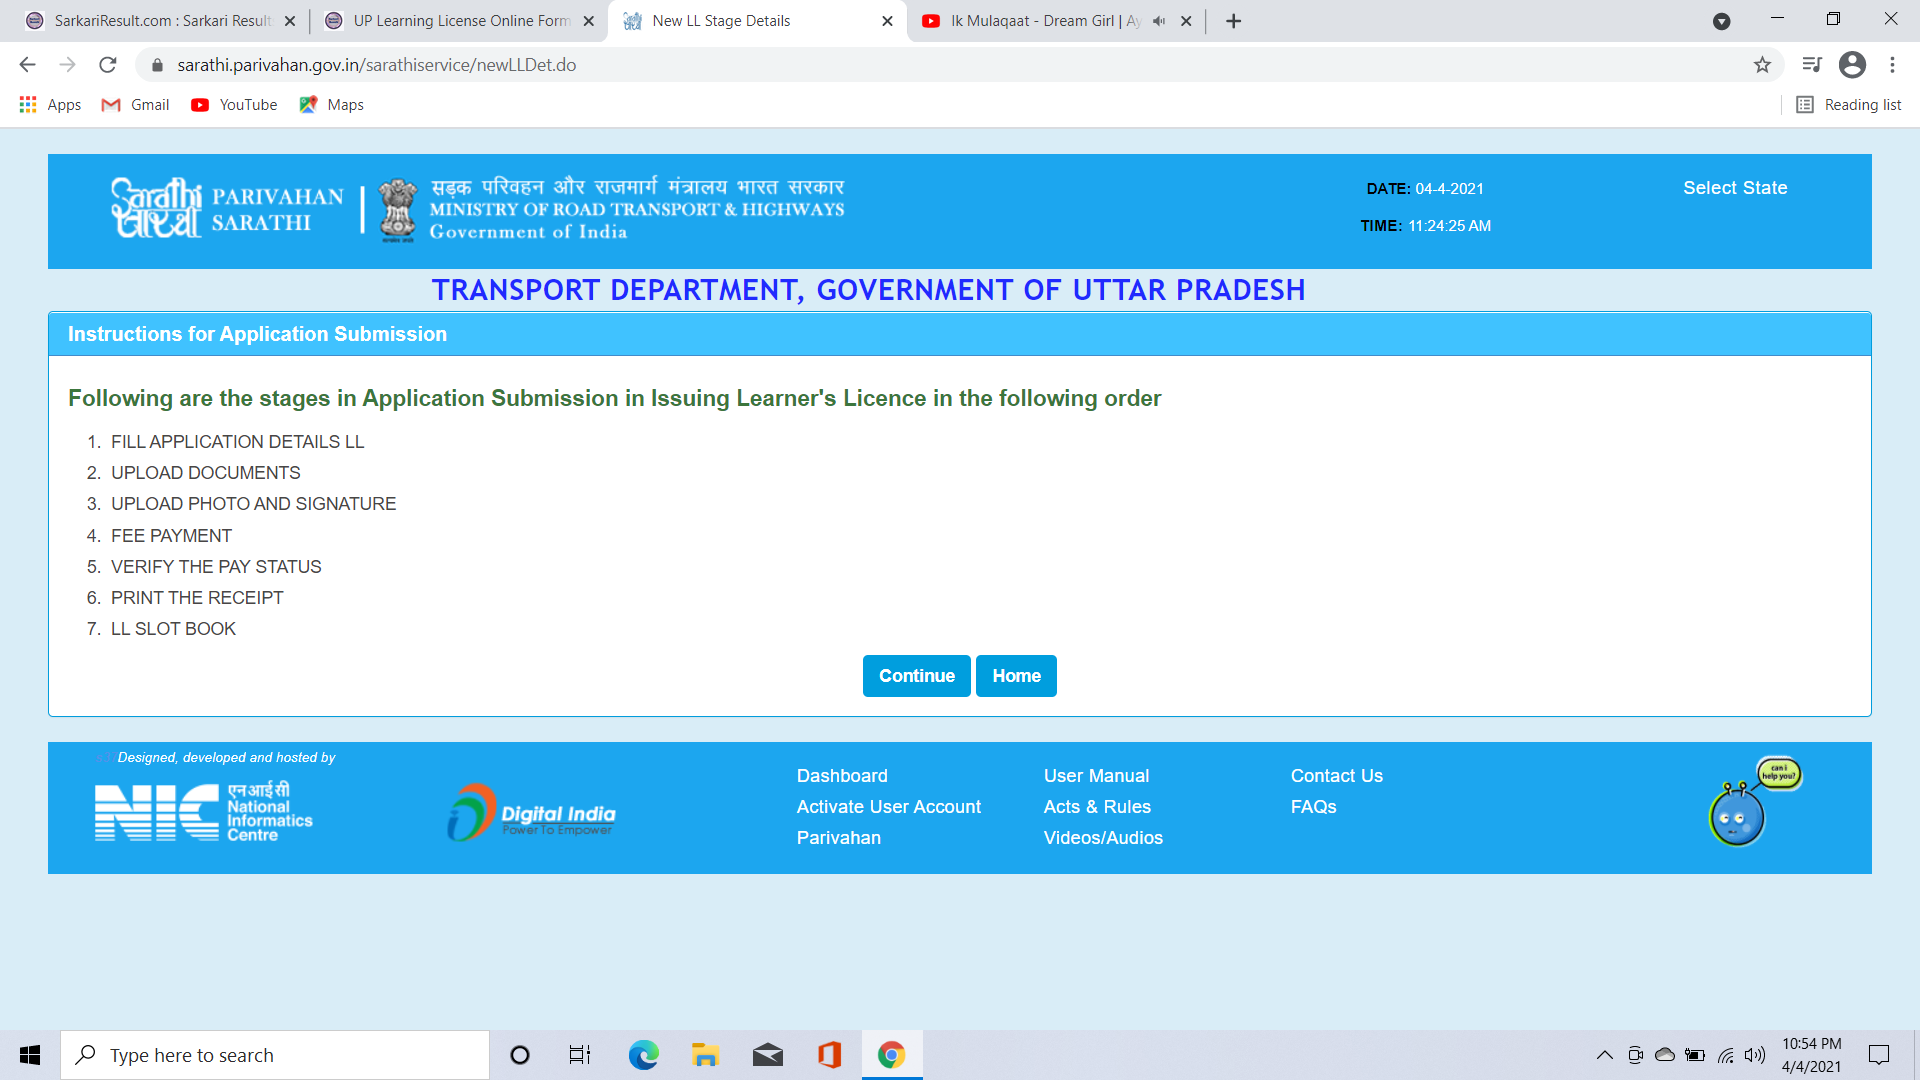 SarkariResult.com : Sarkari Result
UP Learning License Online Form
New LL Stage Details
Ik Mulaqaat - Dream Girl | Ay
sarathi.parivahan.gov.in/sarathiservice/newLLDet.do
Apps
Gmail
YouTube
Maps
Reading list
Sarathi
सारथी
PARIVAHAN
SARATHI
सड़क परिवहन और राजमार्ग मंत्रालय भारत सरकार
MINISTRY OF ROAD TRANSPORT & HIGHWAYS
Government of India
DATE: 04-4-2021
TIME: 11:24:25 AM
Select State
TRANSPORT DEPARTMENT, GOVERNMENT OF UTTAR PRADESH
Instructions for Application Submission
Following are the stages in Application Submission in Issuing Learner's Licence in the following order
1. FILL APPLICATION DETAILS LL
2. UPLOAD DOCUMENTS
3. UPLOAD PHOTO AND SIGNATURE
4. FEE PAYMENT
5. VERIFY THE PAY STATUS
6. PRINT THE RECEIPT
7. LL SLOT BOOK
Continue
Home
Designed, developed and hosted by
NIC
एन आई सी
National
Informatics
Centre
Digital India
Power To Empower
Dashboard
Activate User Account
Parivahan
User Manual
Acts & Rules
Videos/Audios
Contact Us
FAQs
can i
help you?
Type here to search
10:54 PM
4/4/2021